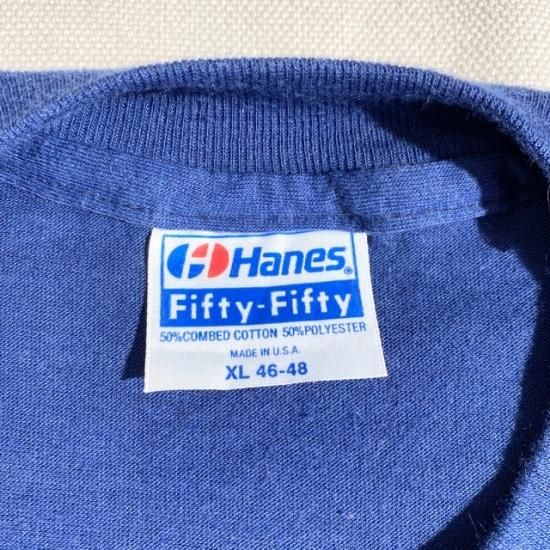 Hanes®
Fifty-Fifty
50%COMBED COTTON 50%POLYESTER
MADE IN U.S.A.
XL 46-48